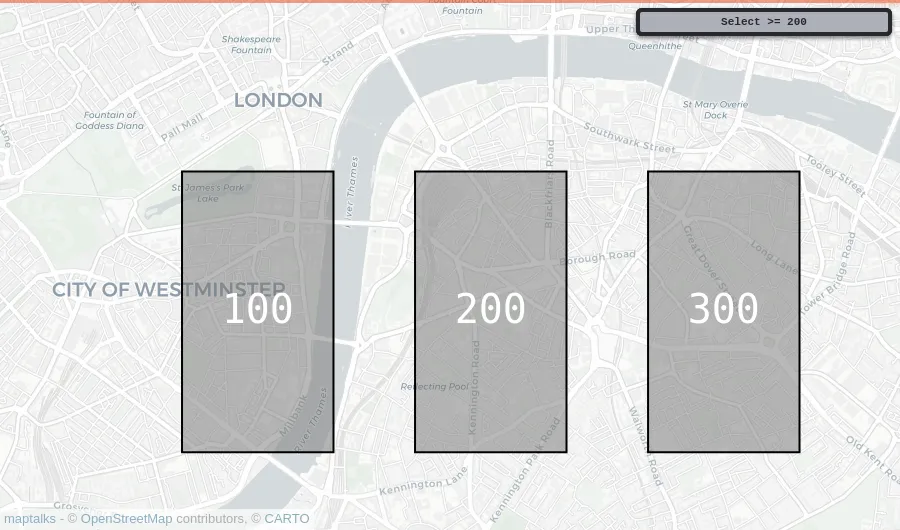 Fountain
Select >= 200
Shakespeare
Fountain
Strand
Queenhithe
LONDON
St Mary Overie
Dock
Fountain of
Goddess Diana
Pall Mall
Southwark Street
Tooley Street
River Thames
St James's Park
Lake
Blackfriars Road
Borough Road
Great Dover Street
Long Lane
Tower Bridge Road
CITY OF WESTMINSTER
100
200
300
Reflecting Pool
Kennington Road
Millbank
River Thames
Kennington Lane
Kennington Park Road
Walworth Road
Old Kent Road
maptalks - © OpenStreetMap contributors, © CARTO